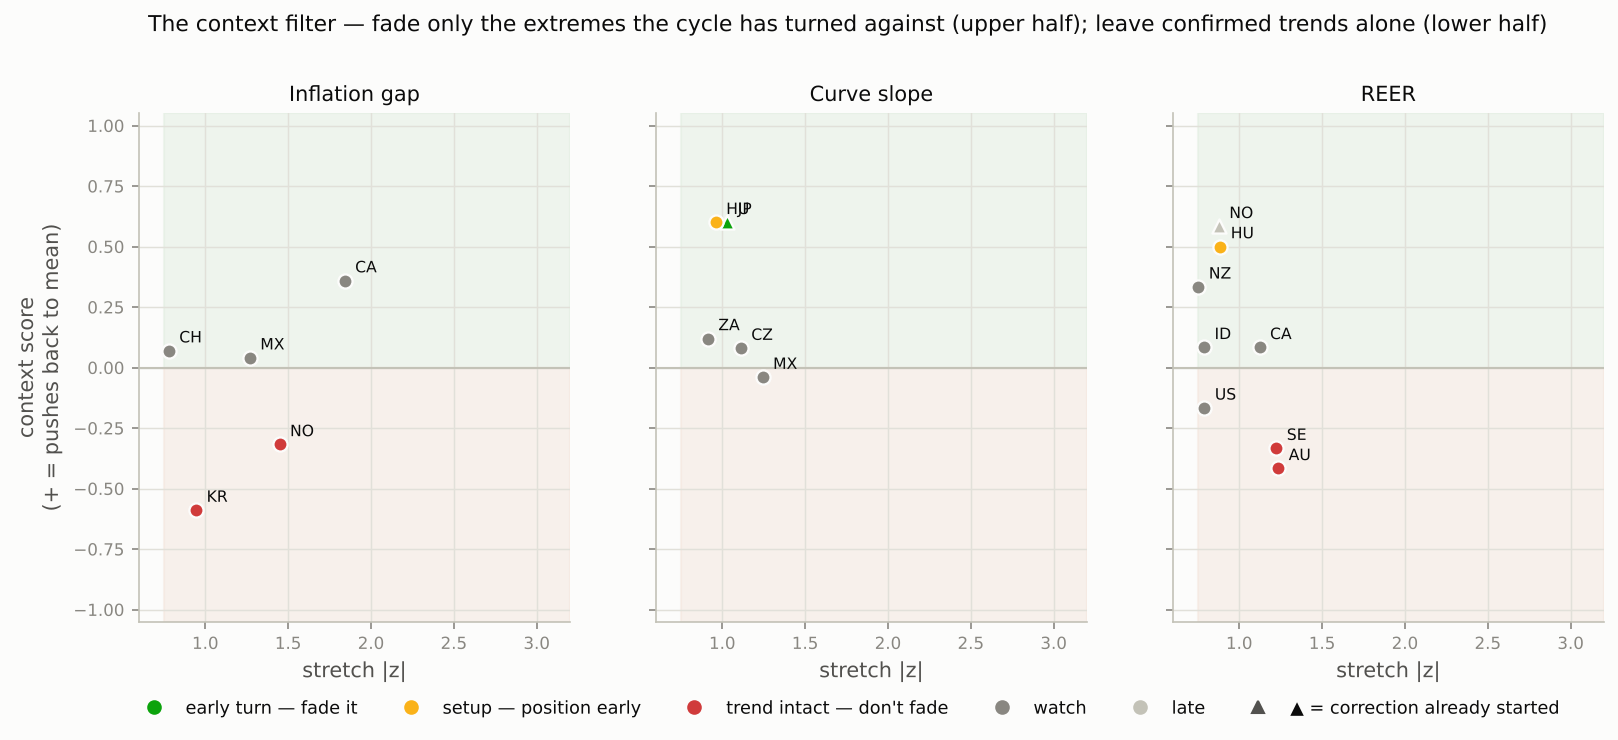 The context filter — fade only the extremes the cycle has turned against (upper half); leave confirmed trends alone (lower half)
Inflation gap
Curve slope
REER
context score
(+ = pushes back to mean)
1.00
0.75
0.50
0.25
0.00
−0.25
−0.50
−0.75
−1.00
CA
CH
MX
NO
KR
HU
JP
ZA
CZ
MX
NO
HU
NZ
ID
CA
US
SE
AU
1.0 1.5 2.0 2.5 3.0
1.0 1.5 2.0 2.5 3.0
1.0 1.5 2.0 2.5 3.0
stretch |z|
stretch |z|
stretch |z|
early turn — fade it
setup — position early
trend intact — don't fade
watch
late
▲ = correction already started